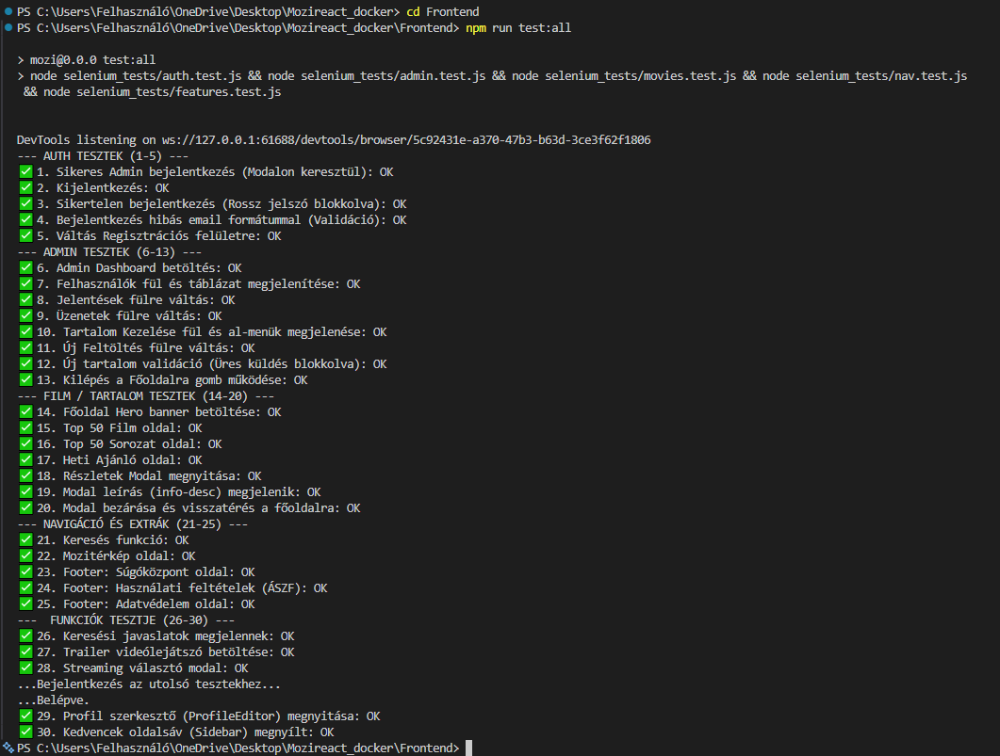 PS C:\Users\Felhasználó\OneDrive\Desktop\Mozireact_docker> cd Frontend
PS C:\Users\Felhasználó\OneDrive\Desktop\Mozireact_docker\Frontend> npm run test:all
> mozi@0.0.0 test:all
> node selenium_tests/auth.test.js && node selenium_tests/admin.test.js && node selenium_tests/movies.test.js && node selenium_tests/nav.test.js
&& node selenium_tests/features.test.js
DevTools listening on ws://127.0.0.1:61688/devtools/browser/5c92431e-a370-47b3-b63d-3ce3f62f1806
--- AUTH TESZTEK (1-5) ---
✅ 1. Sikeres Admin bejelentkezés (Modalon keresztül): OK
✅ 2. Kijelentkezés: OK
✅ 3. Sikertelen bejelentkezés (Rossz jelszó blokkolva): OK
✅ 4. Bejelentkezés hibás email formátummal (Validáció): OK
✅ 5. Váltás Regisztrációs felületre: OK
--- ADMIN TESZTEK (6-13) ---
✅ 6. Admin Dashboard betöltés: OK
✅ 7. Felhasználók fül és táblázat megjelenítése: OK
✅ 8. Jelentések fülre váltás: OK
✅ 9. Üzenetek fülre váltás: OK
✅ 10. Tartalom Kezelése fül és al-menük megjelenése: OK
✅ 11. Új Feltöltés fülre váltás: OK
✅ 12. Új tartalom validáció (Üres küldés blokkolva): OK
✅ 13. Kilépés a Főoldalra gomb működése: OK
--- FILM / TARTALOM TESZTEK (14-20) ---
✅ 14. Főoldal Hero banner betöltése: OK
✅ 15. Top 50 Film oldal: OK
✅ 16. Top 50 Sorozat oldal: OK
✅ 17. Heti Ajánló oldal: OK
✅ 18. Részletek Modal megnyitása: OK
✅ 19. Modal leírás (info-desc) megjelenik: OK
✅ 20. Modal bezárása és visszatérés a főoldalra: OK
--- NAVIGÁCIÓ ÉS EXTRÁK (21-25) ---
✅ 21. Keresés funkció: OK
✅ 22. Mozitérkép oldal: OK
✅ 23. Footer: Súgóközpont oldal: OK
✅ 24. Footer: Használati feltételek (ÁSZF): OK
✅ 25. Footer: Adatvédelem oldal: OK
---  FUNKCIÓK TESZTJE (26-30) ---
✅ 26. Keresési javaslatok megjelennek: OK
✅ 27. Trailer videólejátszó betöltése: OK
✅ 28. Streaming választó modal: OK
...Bejelentkezés az utolsó tesztekhez...
...Belépve.
✅ 29. Profil szerkesztő (ProfileEditor) megnyitása: OK
✅ 30. Kedvencek oldalsáv (Sidebar) megnyílt: OK
PS C:\Users\Felhasználó\OneDrive\Desktop\Mozireact_docker\Frontend>